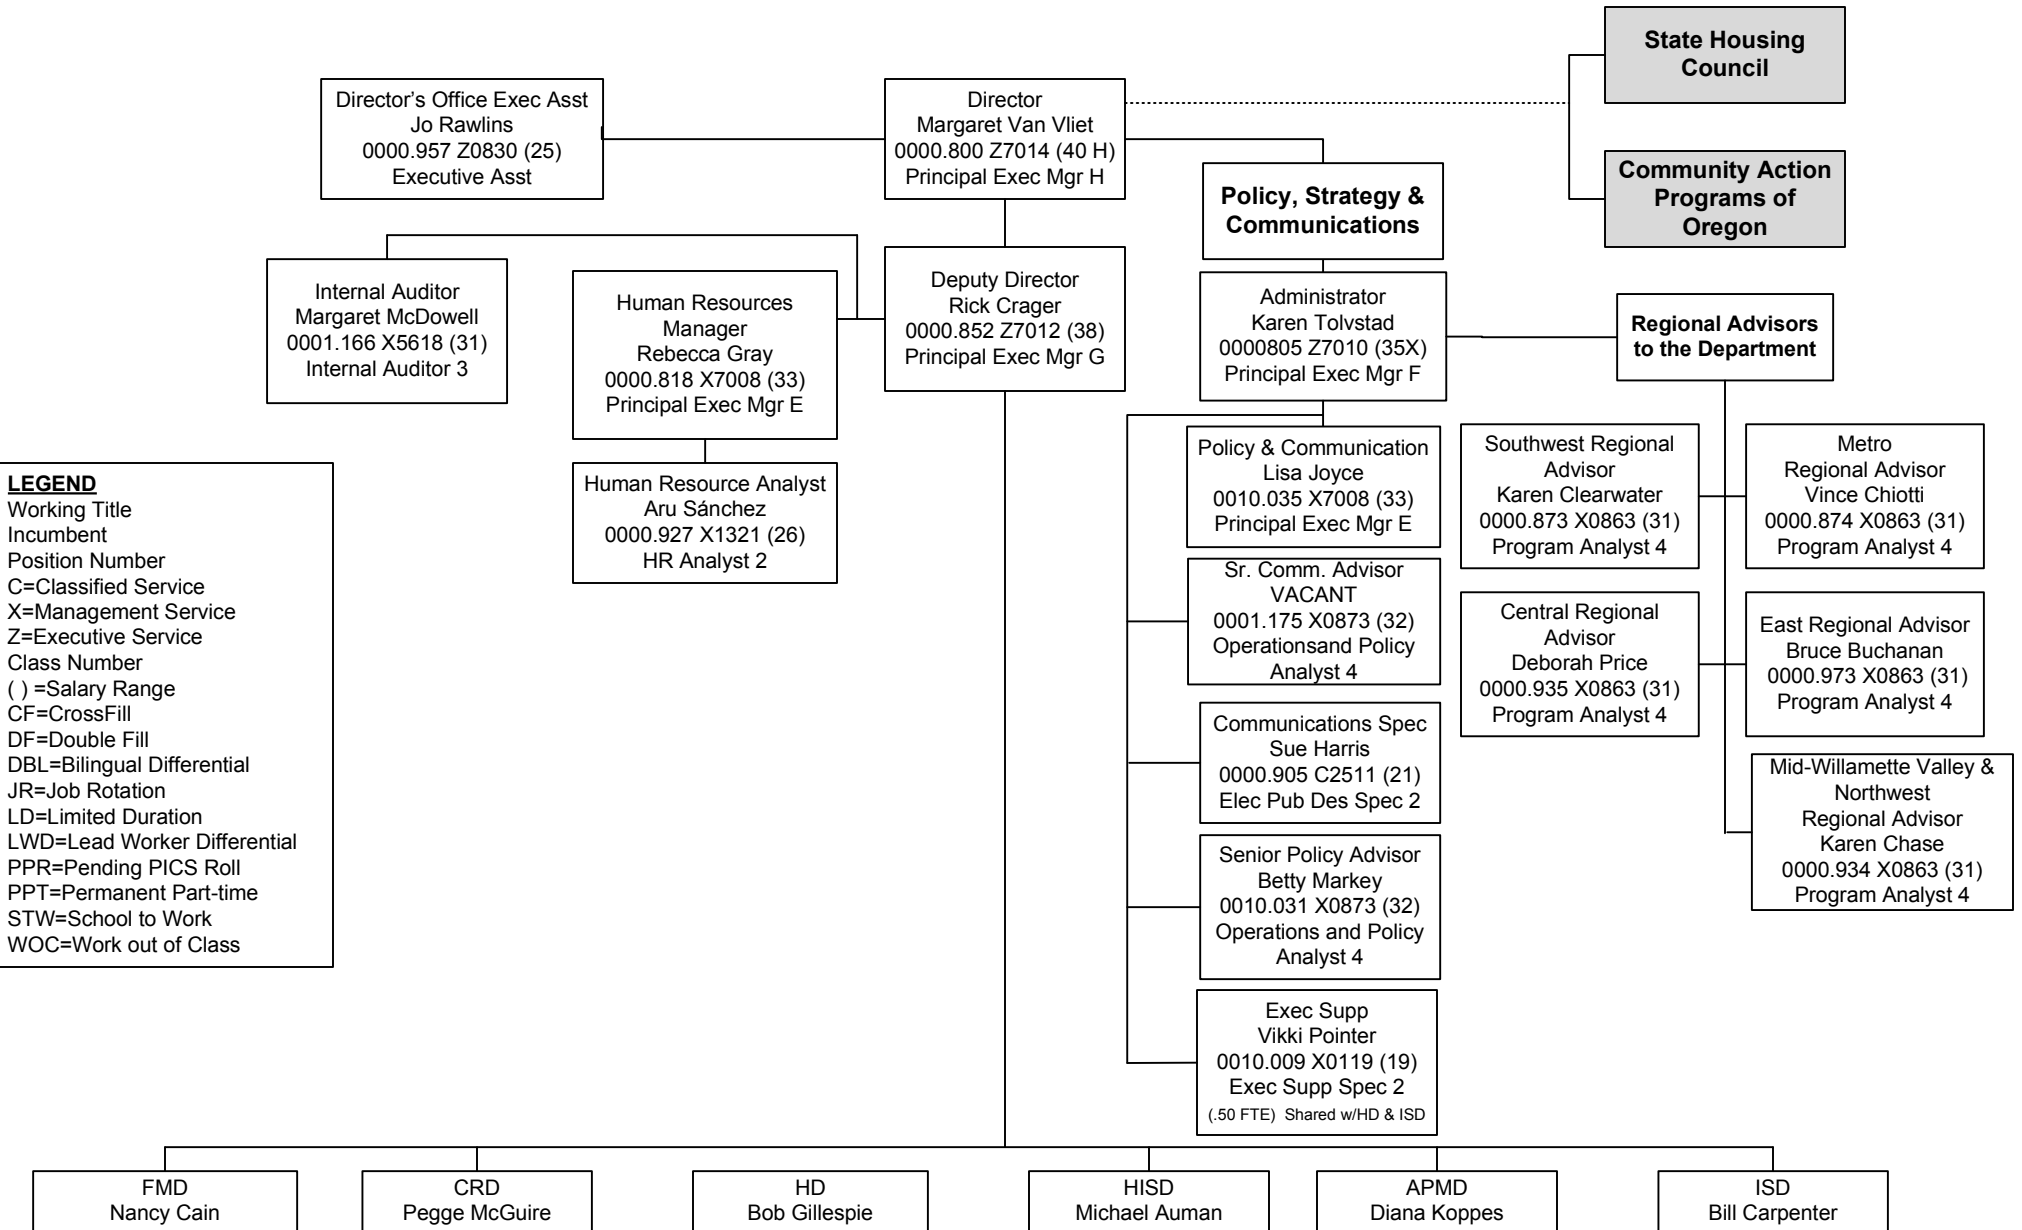 State Housing
Council
Director's Office Exec Asst
Jo Rawlins
0000.957 Z0830 (25)
Executive Asst
Director
Margaret Van Vliet
0000.800 Z7014 (40 H)
Principal Exec Mgr H
Community Action
Programs of
Oregon
Policy, Strategy &
Communications
Internal Auditor
Margaret McDowell
0001.166 X5618 (31)
Internal Auditor 3
Human Resources
Manager
Rebecca Gray
0000.818 X7008 (33)
Principal Exec Mgr E
Deputy Director
Rick Crager
0000.852 Z7012 (38)
Principal Exec Mgr G
Administrator
Karen Tolvstad
0000805 Z7010 (35X)
Principal Exec Mgr F
Regional Advisors
to the Department
LEGEND
Working Title
Incumbent
Position Number
C=Classified Service
X=Management Service
Z=Executive Service
Class Number
( ) =Salary Range
CF=CrossFill
DF=Double Fill
DBL=Bilingual Differential
JR=Job Rotation
LD=Limited Duration
LWD=Lead Worker Differential
PPR=Pending PICS Roll
PPT=Permanent Part-time
STW=School to Work
WOC=Work out of Class
Human Resource Analyst
Aru Sánchez
0000.927 X1321 (26)
HR Analyst 2
Policy & Communication
Lisa Joyce
0010.035 X7008 (33)
Principal Exec Mgr E
Sr. Comm. Advisor
VACANT
0001.175 X0873 (32)
Operationsand Policy
Analyst 4
Communications Spec
Sue Harris
0000.905 C2511 (21)
Elec Pub Des Spec 2
Senior Policy Advisor
Betty Markey
0010.031 X0873 (32)
Operations and Policy
Analyst 4
Exec Supp
Vikki Pointer
0010.009 X0119 (19)
Exec Supp Spec 2
(.50 FTE) Shared w/HD & ISD
Southwest Regional
Advisor
Karen Clearwater
0000.873 X0863 (31)
Program Analyst 4
Metro
Regional Advisor
Vince Chiotti
0000.874 X0863 (31)
Program Analyst 4
Central Regional
Advisor
Deborah Price
0000.935 X0863 (31)
Program Analyst 4
East Regional Advisor
Bruce Buchanan
0000.973 X0863 (31)
Program Analyst 4
Mid-Willamette Valley &
Northwest
Regional Advisor
Karen Chase
0000.934 X0863 (31)
Program Analyst 4
FMD
Nancy Cain
CRD
Pegge McGuire
HD
Bob Gillespie
HISD
Michael Auman
APMD
Diana Koppes
ISD
Bill Carpenter